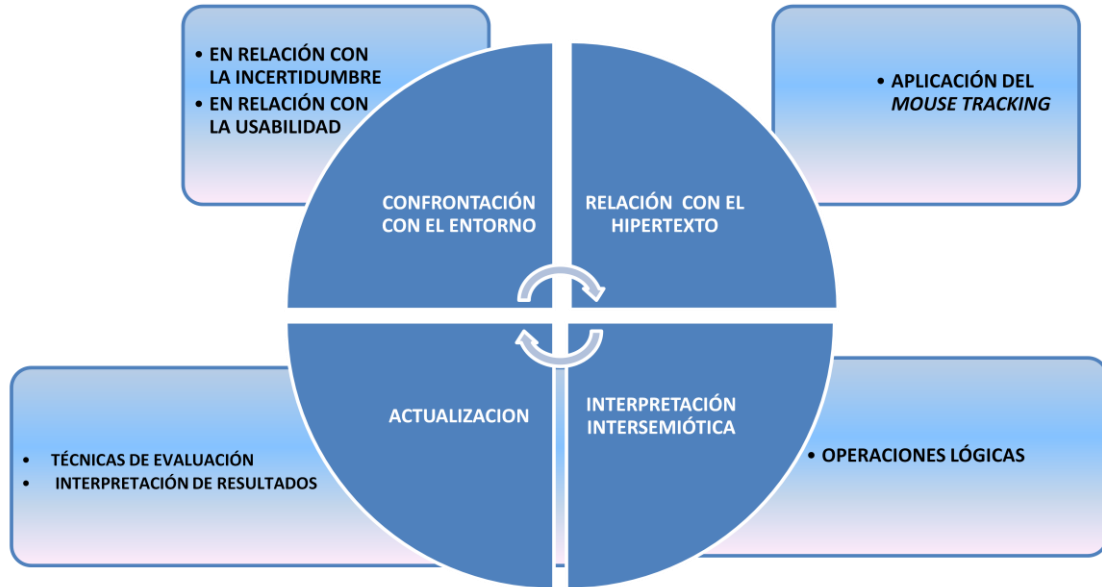 • EN RELACIÓN CON
LA INCERTIDUMBRE
• EN RELACIÓN CON
LA USABILIDAD
• APLICACIÓN DEL
MOUSE TRACKING
CONFRONTACIÓN
CON EL ENTORNO
RELACIÓN CON EL
HIPERTEXTO
ACTUALIZACION
INTERPRETACIÓN
INTERSEMIÓTICA
• TÉCNICAS DE EVALUACIÓN
• INTERPRETACIÓN DE RESULTADOS
• OPERACIONES LÓGICAS